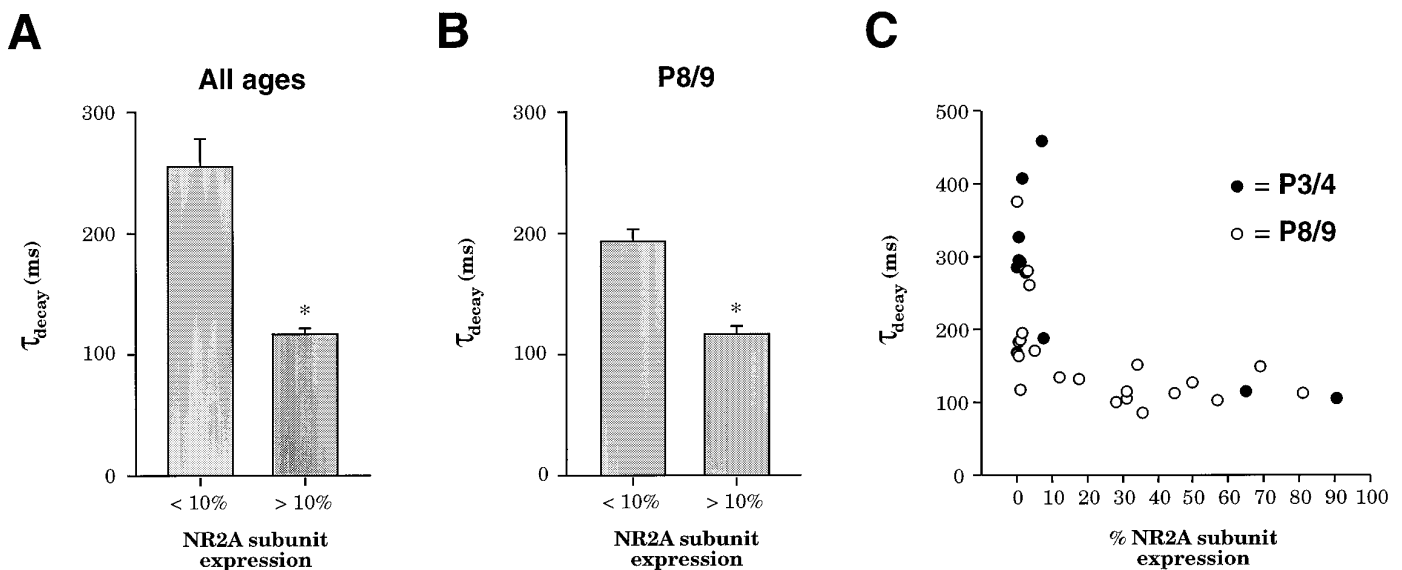 A
All ages
300
200
100
0
τdecay (ms)
*
< 10%
> 10%
NR2A subunit
expression
B
P8/9
300
200
100
0
τdecay (ms)
*
< 10%
> 10%
NR2A subunit
expression
C
500
400
300
200
100
0
τdecay (ms)
● = P3/4
○ = P8/9
0 10 20 30 40 50 60 70 80 90 100
% NR2A subunit
expression